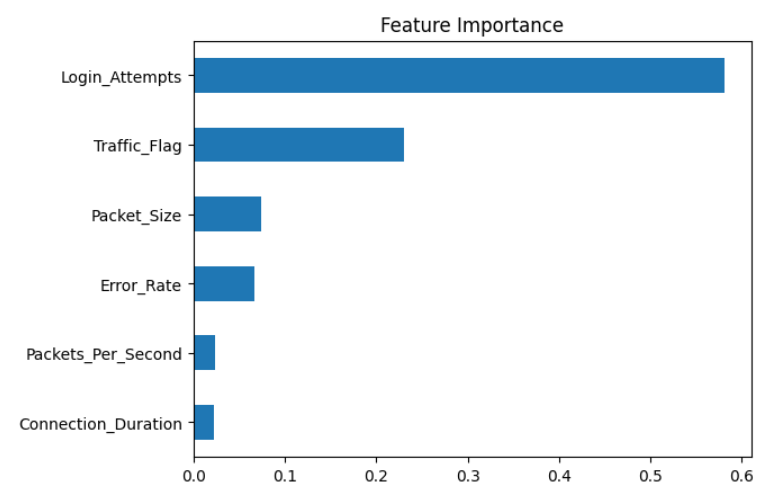 Feature Importance
Login_Attempts
Traffic_Flag
Packet_Size
Error_Rate
Packets_Per_Second
Connection_Duration
0.0 0.1 0.2 0.3 0.4 0.5 0.6